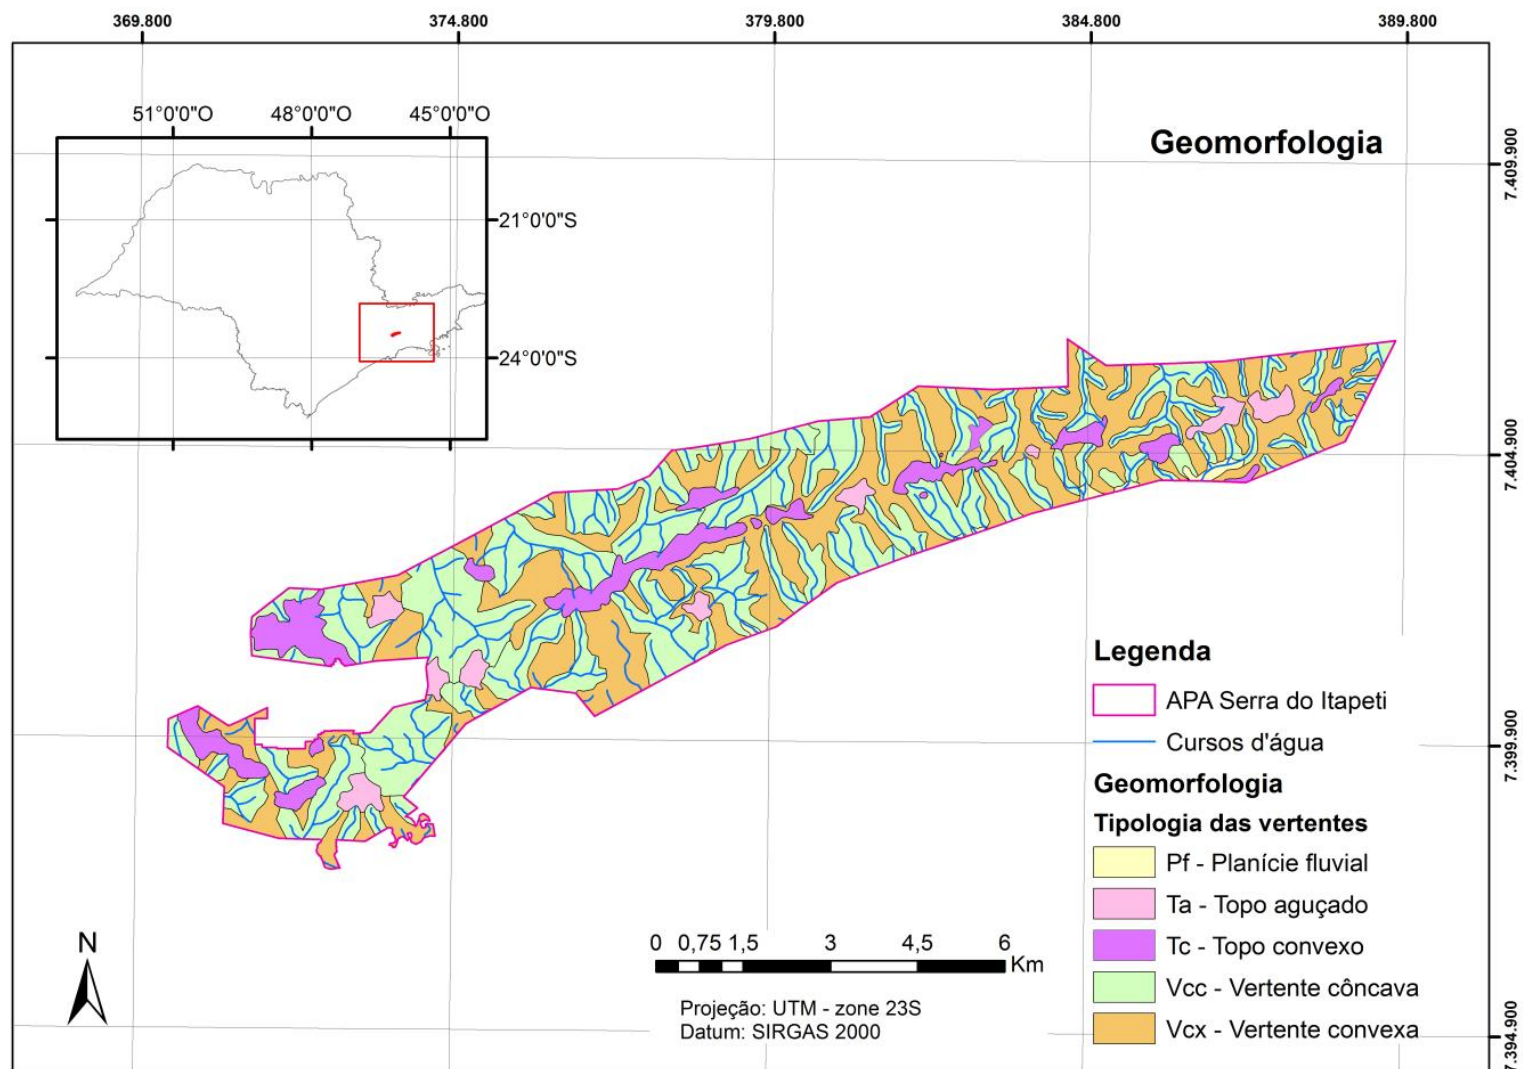 369.800
374.800
379.800
384.800
389.800
51°0'0"O
48°0'0"O
45°0'0"O
Geomorfologia
7.409.900
21°0'0"S
24°0'0"S
7.404.900
Legenda
APA Serra do Itapeti
Cursos d'água
7.399.900
Geomorfologia
Tipologia das vertentes
Pf - Planície fluvial
Ta - Topo aguçado
Tc - Topo convexo
Vcc - Vertente côncava
Vcx - Vertente convexa
N
0 0,75 1,5 3 4,5 6
Km
Projeção: UTM - zone 23S
Datum: SIRGAS 2000
7.394.900